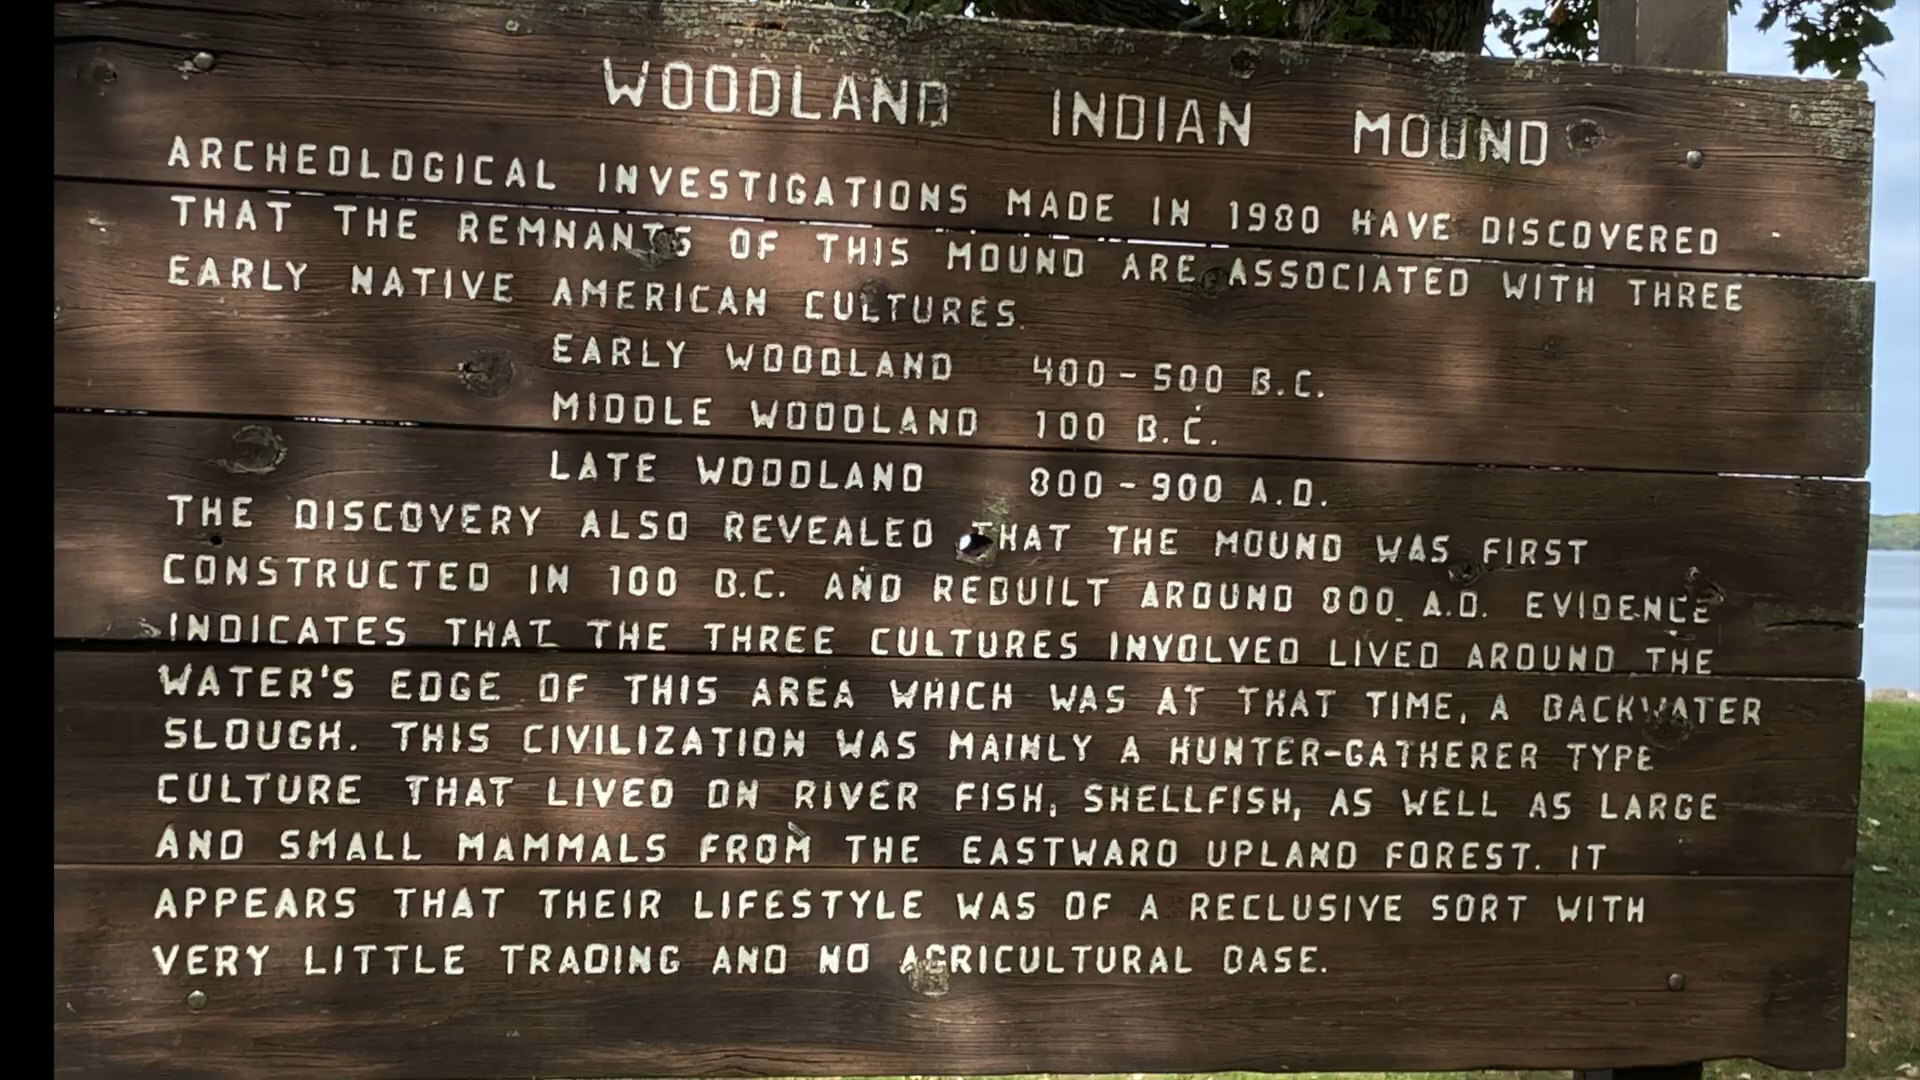 WOODLAND INDIAN MOUND
ARCHEOLOGICAL INVESTIGATIONS MADE IN 1980 HAVE DISCOVERED
THAT THE REMNANTS OF THIS MOUND ARE ASSOCIATED WITH THREE
EARLY NATIVE AMERICAN CULTURES.
EARLY WOODLAND 400-500 B.C.
MIDDLE WOODLAND 100 B.C.
LATE WOODLAND 800-900 A.D.
THE DISCOVERY ALSO REVEALED THAT THE MOUND WAS FIRST
CONSTRUCTED IN 100 B.C. AND REBUILT AROUND 800 A.D. EVIDENCE
INDICATES THAT THE THREE CULTURES INVOLVED LIVED AROUND THE
WATER'S EDGE OF THIS AREA WHICH WAS AT THAT TIME, A BACKWATER
SLOUGH. THIS CIVILIZATION WAS MAINLY A HUNTER-GATHERER TYPE
CULTURE THAT LIVED ON RIVER FISH, SHELLFISH, AS WELL AS LARGE
AND SMALL MAMMALS FROM THE EASTWARD UPLAND FOREST. IT
APPEARS THAT THEIR LIFESTYLE WAS OF A RECLUSIVE SORT WITH
VERY LITTLE TRADING AND NO AGRICULTURAL BASE.